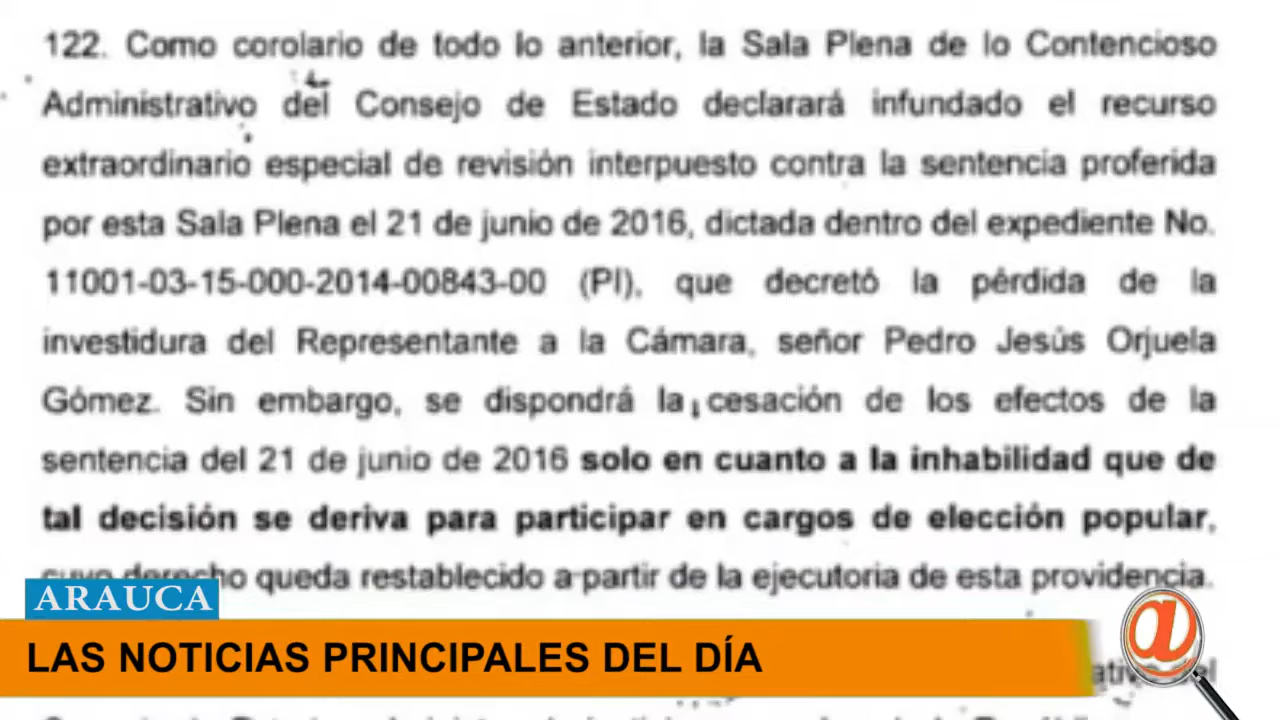 122. Como corolario de todo lo anterior, la Sala Plena de lo Contencioso
Administrativo del Consejo de Estado declarará infundado el recurso
extraordinario especial de revisión interpuesto contra la sentencia proferida
por esta Sala Plena el 21 de junio de 2016, dictada dentro del expediente No.
11001-03-15-000-2014-00843-00 (PI), que decretó la pérdida de la
investidura del Representante a la Cámara, señor Pedro Jesús Orjuela
Gómez. Sin embargo, se dispondrá la cesación de los efectos de la
sentencia del 21 de junio de 2016 solo en cuanto a la inhabilidad que de
tal decisión se deriva para participar en cargos de elección popular,
cuyo derecho queda restablecido a partir de la ejecutoria de esta providencia.
ARAUCA
LAS NOTICIAS PRINCIPALES DEL DÍA
@
del